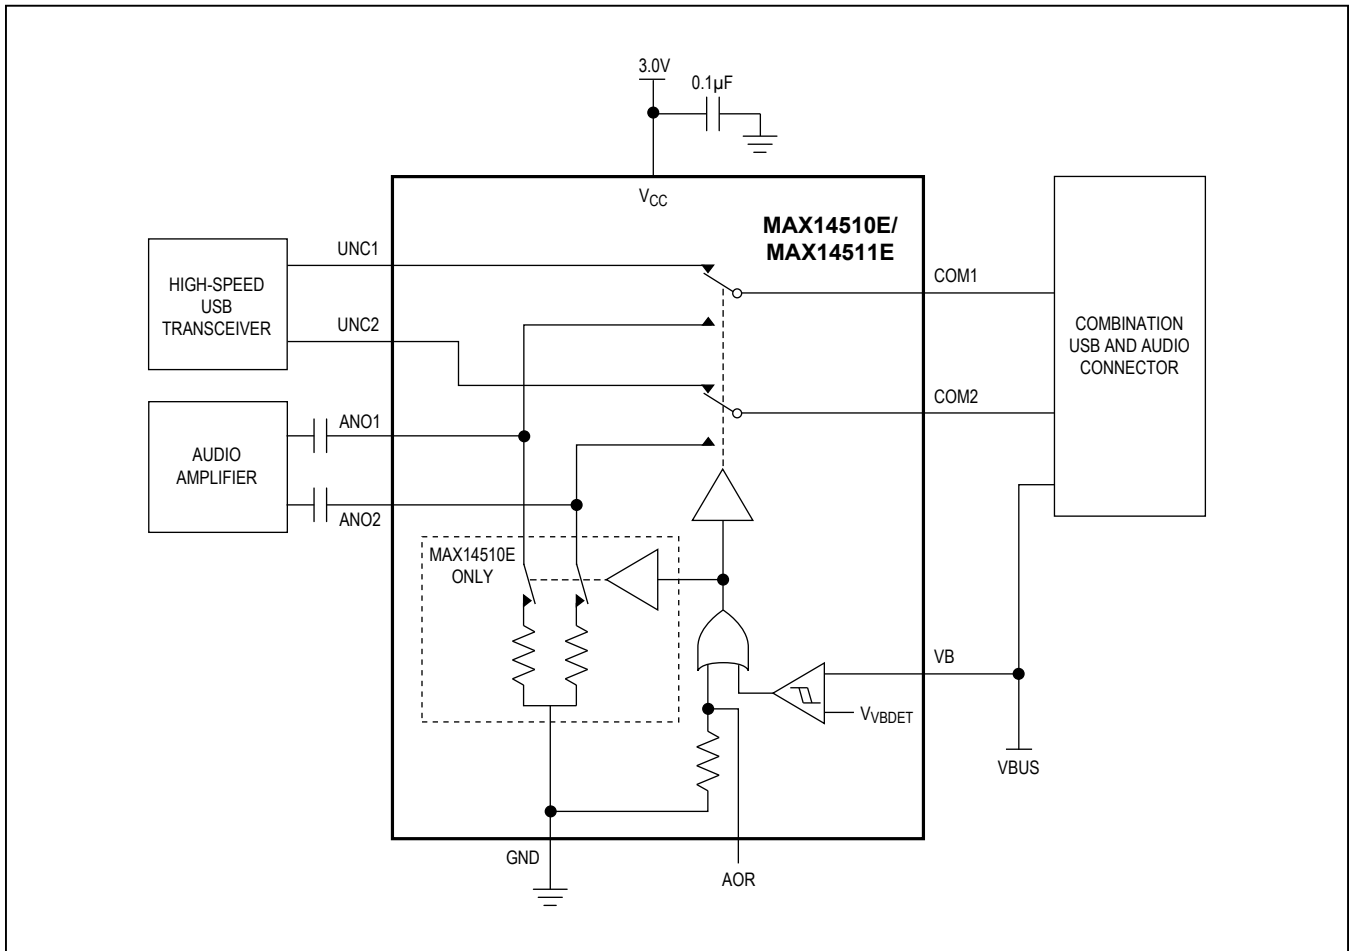 3.0V
0.1µF
VCC
MAX14510E/
MAX14511E
UNC1
HIGH-SPEED
USB
TRANSCEIVER
UNC2
COM1
COMBINATION
USB AND AUDIO
CONNECTOR
COM2
ANO1
AUDIO
AMPLIFIER
ANO2
MAX14510E
ONLY
VB
VVBDET
VBUS
GND
AOR